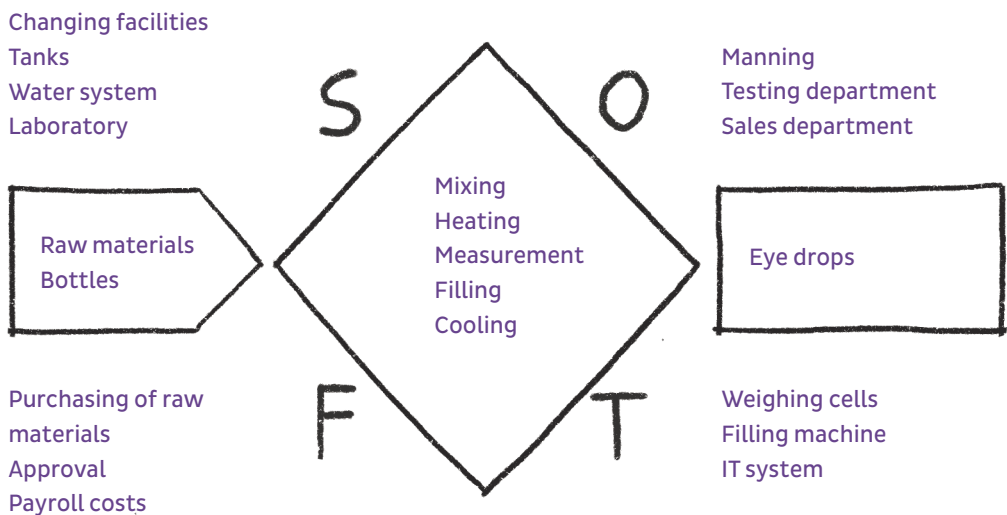 Changing facilities
Tanks
Water system
Laboratory
S
O
Manning
Testing department
Sales department
Raw materials
Bottles
Mixing
Heating
Measurement
Filling
Cooling
Eye drops
Purchasing of raw
materials
Approval
Payroll costs
F
T
Weighing cells
Filling machine
IT system